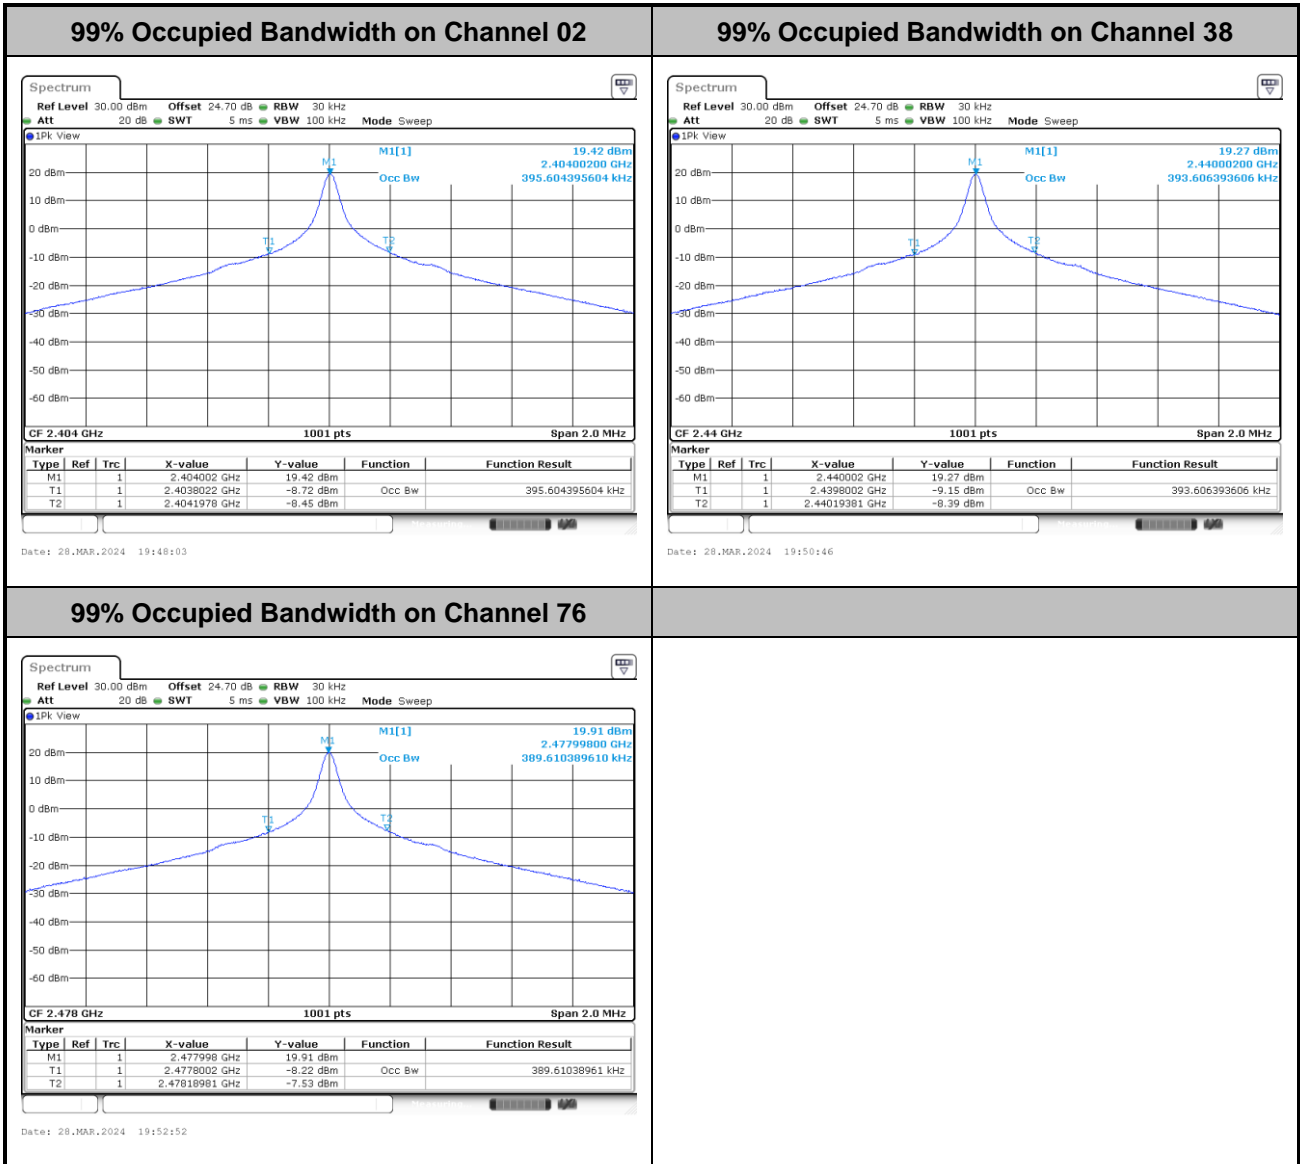 99% Occupied Bandwidth on Channel 02
Spectrum
Ref Level 30.00 dBm Offset 24.70 dB RBW 30 kHz
Att 20 dB SWT 5 ms VBW 100 kHz Mode Sweep
1Pk View
M1[1] 19.42 dBm
2.40400200 GHz
Occ Bw 395.604395604 kHz
M1
20 dBm
10 dBm
0 dBm
T1 T2
-10 dBm
-20 dBm
-30 dBm
-40 dBm
-50 dBm
-60 dBm
CF 2.404 GHz 1001 pts Span 2.0 MHz
Marker
Type Ref Trc X-value Y-value Function Function Result
M1 1 2.404002 GHz 19.42 dBm
T1 1 2.4038022 GHz -8.72 dBm Occ Bw 395.604395604 kHz
T2 1 2.4041978 GHz -8.45 dBm
Date: 28.MAR.2024 19:48:03
99% Occupied Bandwidth on Channel 38
Spectrum
Ref Level 30.00 dBm Offset 24.70 dB RBW 30 kHz
Att 20 dB SWT 5 ms VBW 100 kHz Mode Sweep
1Pk View
M1[1] 19.27 dBm
2.44000200 GHz
Occ Bw 393.606393606 kHz
M1
20 dBm
10 dBm
0 dBm
T1 T2
-10 dBm
-20 dBm
-30 dBm
-40 dBm
-50 dBm
-60 dBm
CF 2.44 GHz 1001 pts Span 2.0 MHz
Marker
Type Ref Trc X-value Y-value Function Function Result
M1 1 2.440002 GHz 19.27 dBm
T1 1 2.4398002 GHz -9.15 dBm Occ Bw 393.606393606 kHz
T2 1 2.44019381 GHz -8.39 dBm
Date: 28.MAR.2024 19:50:46
99% Occupied Bandwidth on Channel 76
Spectrum
Ref Level 30.00 dBm Offset 24.70 dB RBW 30 kHz
Att 20 dB SWT 5 ms VBW 100 kHz Mode Sweep
1Pk View
M1[1] 19.91 dBm
2.47799800 GHz
Occ Bw 389.610389610 kHz
M1
20 dBm
10 dBm
0 dBm
T1 T2
-10 dBm
-20 dBm
-30 dBm
-40 dBm
-50 dBm
-60 dBm
CF 2.478 GHz 1001 pts Span 2.0 MHz
Marker
Type Ref Trc X-value Y-value Function Function Result
M1 1 2.477998 GHz 19.91 dBm
T1 1 2.4778002 GHz -8.22 dBm Occ Bw 389.61038961 kHz
T2 1 2.47818981 GHz -7.53 dBm
Date: 28.MAR.2024 19:52:52